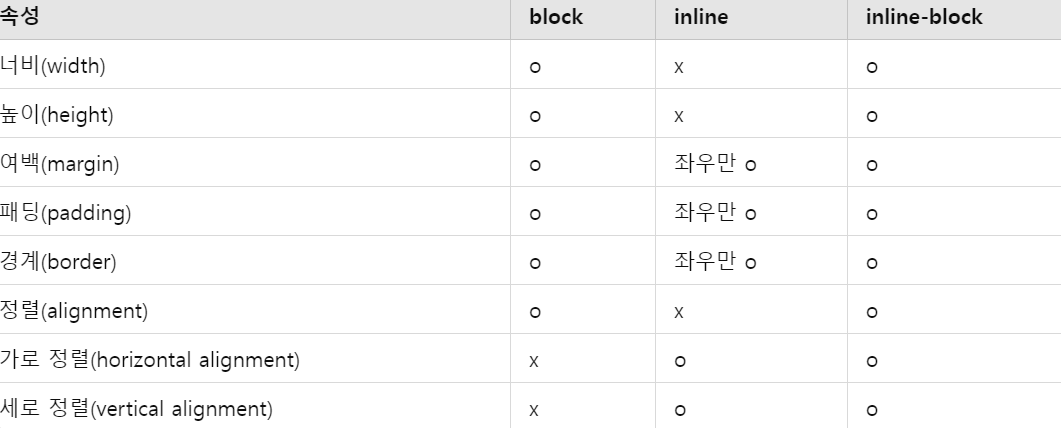 속성 block inline inline-block
너비(width) o x o
높이(height) o x o
여백(margin) o 좌우만 o o
패딩(padding) o 좌우만 o o
경계(border) o 좌우만 o o
정렬(alignment) o x o
가로 정렬(horizontal alignment) x o o
세로 정렬(vertical alignment) x o o